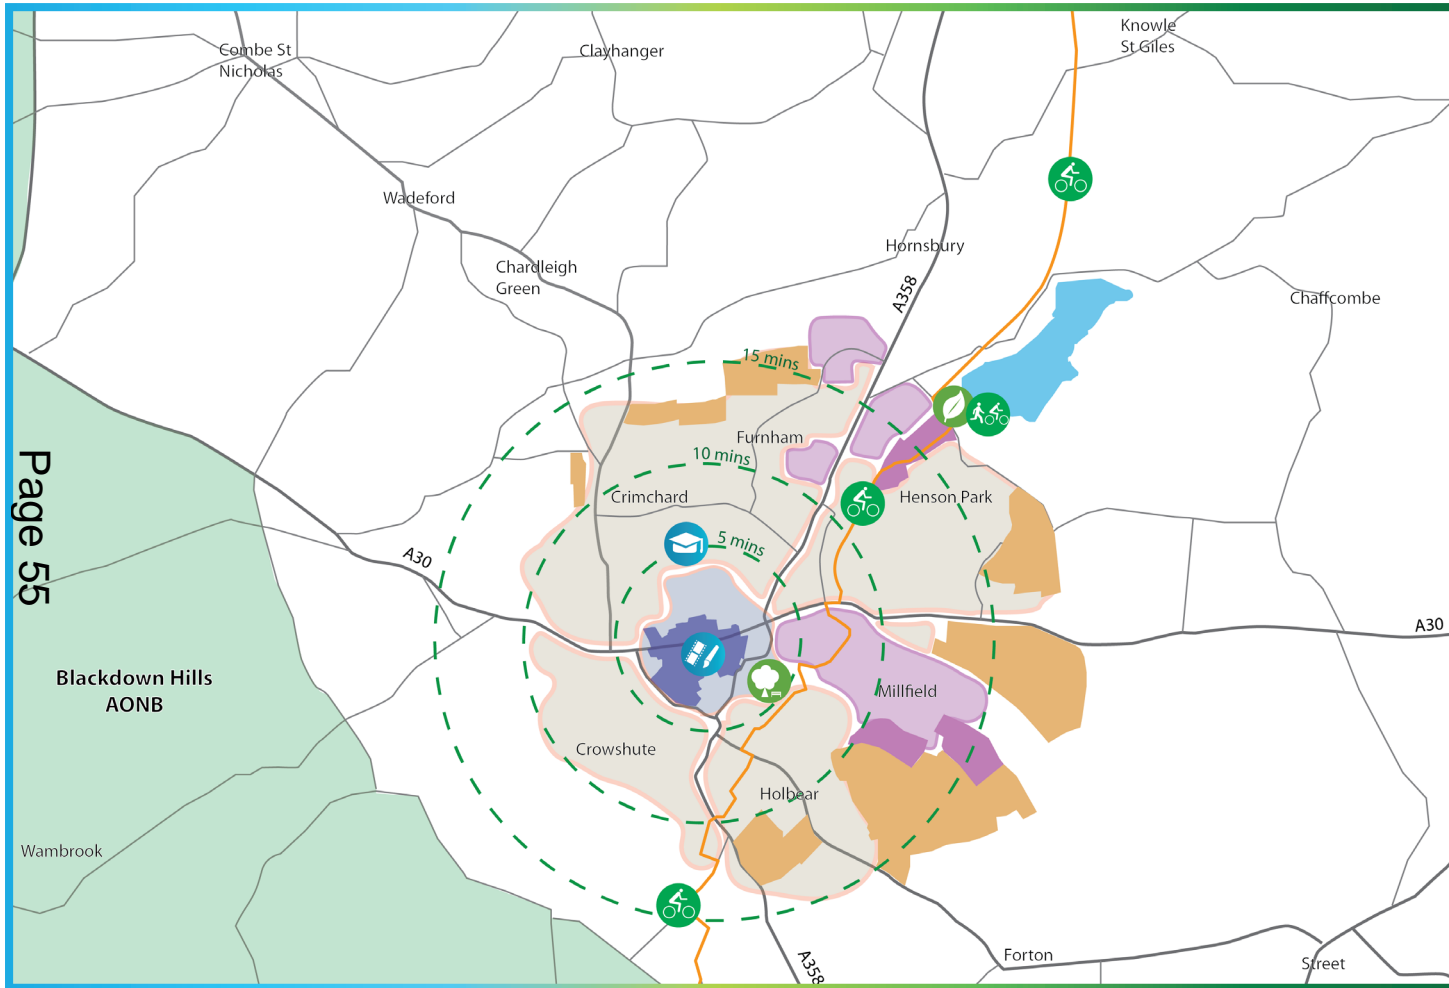 Knowle
St Giles
Combe St
Nicholas
Clayhanger
Wadeford
Hornsbury
Chardleigh
Green
A358
Chaffcombe
15 mins
Furnham
10 mins
Crimchard
Henson Park
Page 55
5 mins
A30
A30
Blackdown Hills
AONB
Millfield
Crowshute
Holbear
Wambrook
Forton
A358
Street